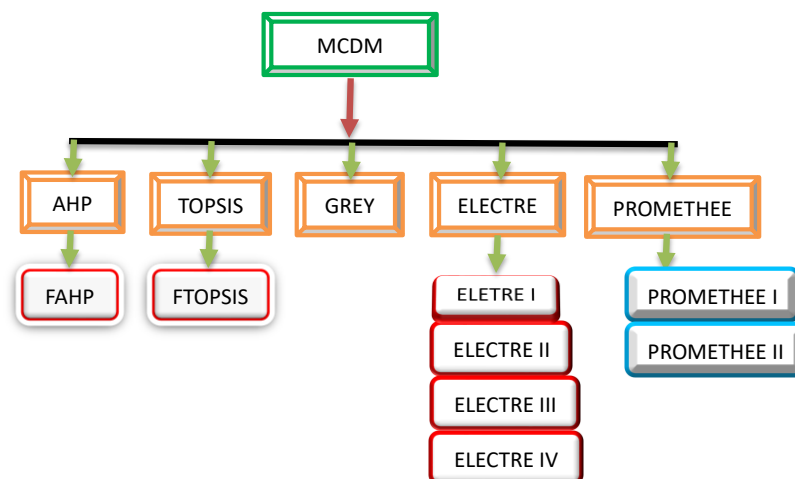 MCDM
AHP
TOPSIS
GREY
ELECTRE
PROMETHEE
FAHP
FTOPSIS
ELETRE I
ELECTRE II
ELECTRE III
ELECTRE IV
PROMETHEE I
PROMETHEE II